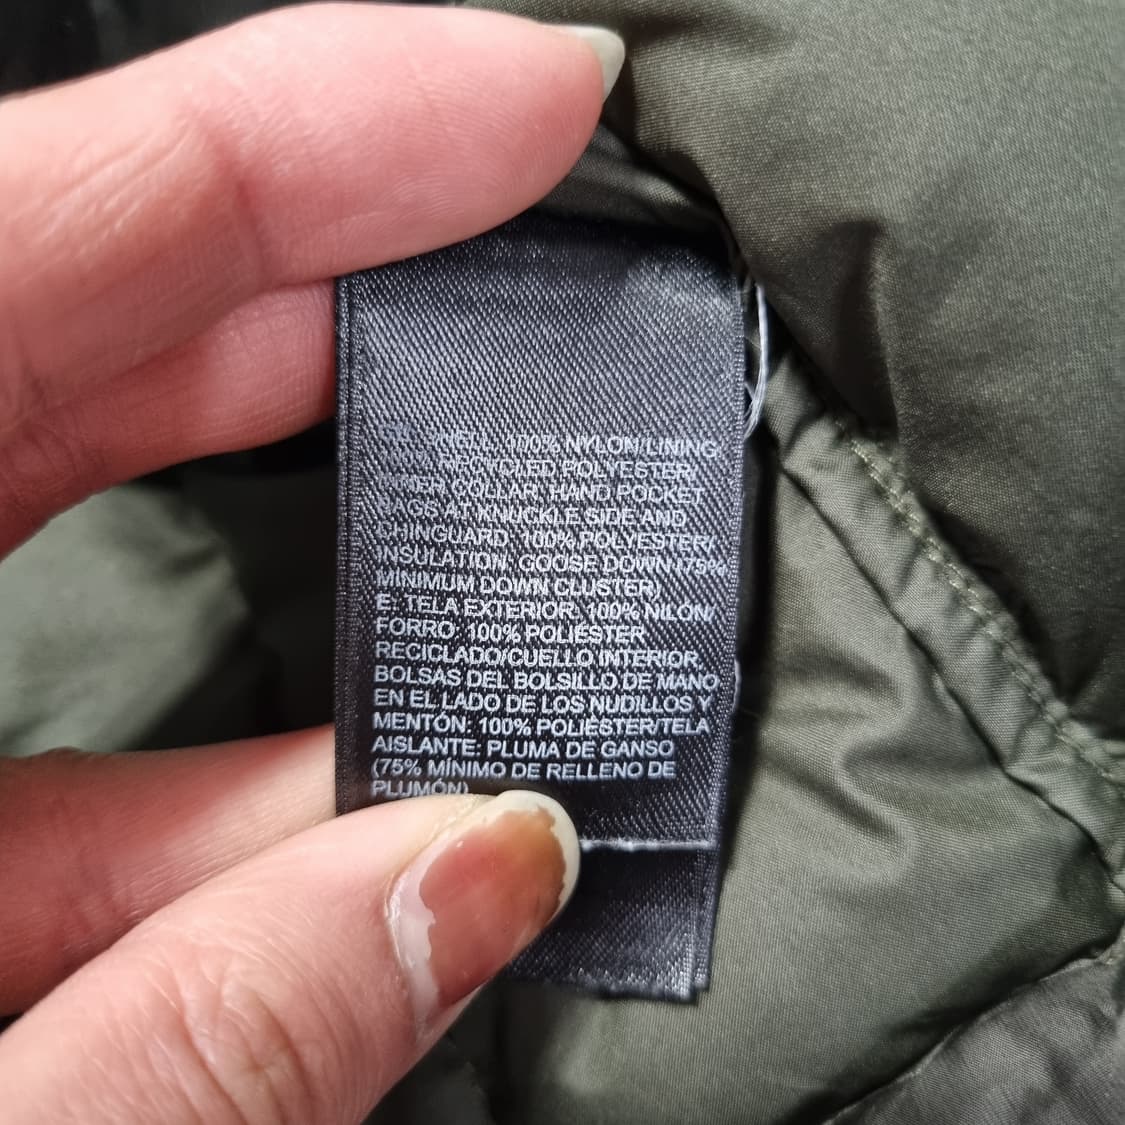 SHELL: 100% NYLON/LINING:
100% RECYCLED POLYESTER/
INNER COLLAR, HAND POCKET
BAGS AT KNUCKLE SIDE AND
CHINGUARD: 100% POLYESTER/
INSULATION: GOOSE DOWN (75%
MINIMUM DOWN CLUSTER)
E: TELA EXTERIOR: 100% NILÓN/
FORRO: 100% POLIÉSTER
RECICLADO/CUELLO INTERIOR,
BOLSAS DEL BOLSILLO DE MANO
EN EL LADO DE LOS NUDILLOS Y
MENTÓN: 100% POLIÉSTER/TELA
AISLANTE: PLUMA DE GANSO
(75% MÍNIMO DE RELLENO DE
PLUMÓN)